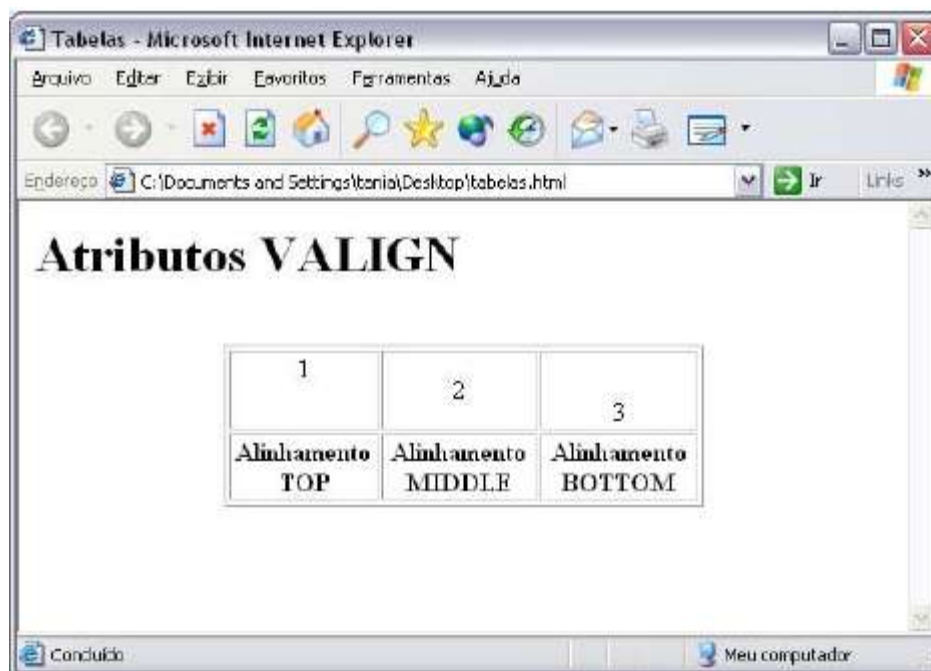 Tabelas - Microsoft Internet Explorer
Arquivo Editar Exibir Favoritos Ferramentas Ajuda
Endereço C:\Documents and Settings\tania\Desktop\tabelas.html Ir Links »
Atributos VALIGN
1 2 3
Alinhamento TOP Alinhamento MIDDLE Alinhamento BOTTOM
Concluído Meu computador